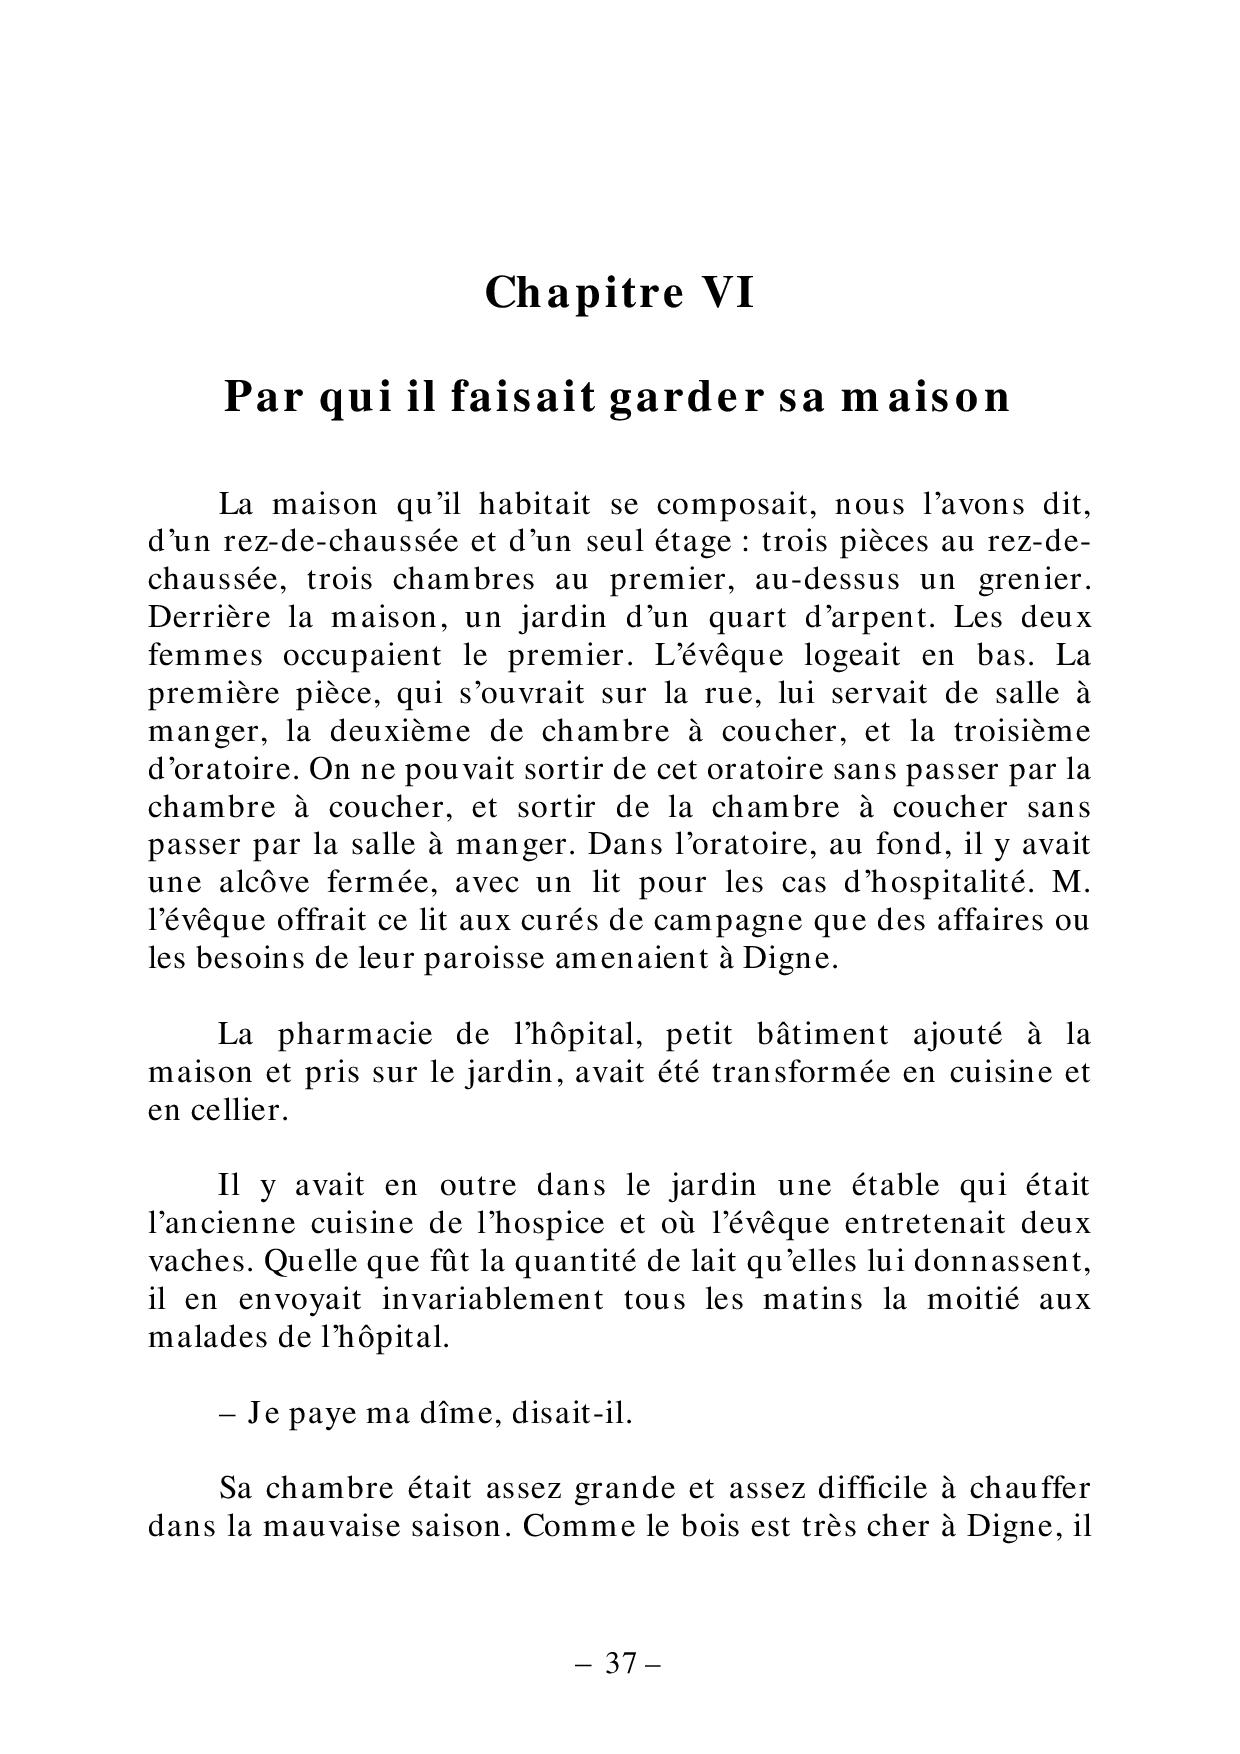 Chapitre VI
Par qui il faisait garder sa maison
La maison qu’il habitait se composait, nous l’avons dit,
d’un rez-de-chaussée et d’un seul étage : trois pièces au rez-de-
chaussée, trois chambres au premier, au-dessus un grenier.
Derrière la maison, un jardin d’un quart d’arpent. Les deux
femmes occupaient le premier. L’évêque logeait en bas. La
première pièce, qui s’ouvrait sur la rue, lui servait de salle à
manger, la deuxième de chambre à coucher, et la troisième
d’oratoire. On ne pouvait sortir de cet oratoire sans passer par la
chambre à coucher, et sortir de la chambre à coucher sans
passer par la salle à manger. Dans l’oratoire, au fond, il y avait
une alcôve fermée, avec un lit pour les cas d’hospitalité. M.
l’évêque offrait ce lit aux curés de campagne que des affaires ou
les besoins de leur paroisse amenaient à Digne.
La pharmacie de l’hôpital, petit bâtiment ajouté à la
maison et pris sur le jardin, avait été transformée en cuisine et
en cellier.
Il y avait en outre dans le jardin une étable qui était
l’ancienne cuisine de l’hospice et où l’évêque entretenait deux
vaches. Quelle que fût la quantité de lait qu’elles lui donnassent,
il en envoyait invariablement tous les matins la moitié aux
malades de l’hôpital.
– Je paye ma dîme, disait-il.
Sa chambre était assez grande et assez difficile à chauffer
dans la mauvaise saison. Comme le bois est très cher à Digne, il
– 37 –